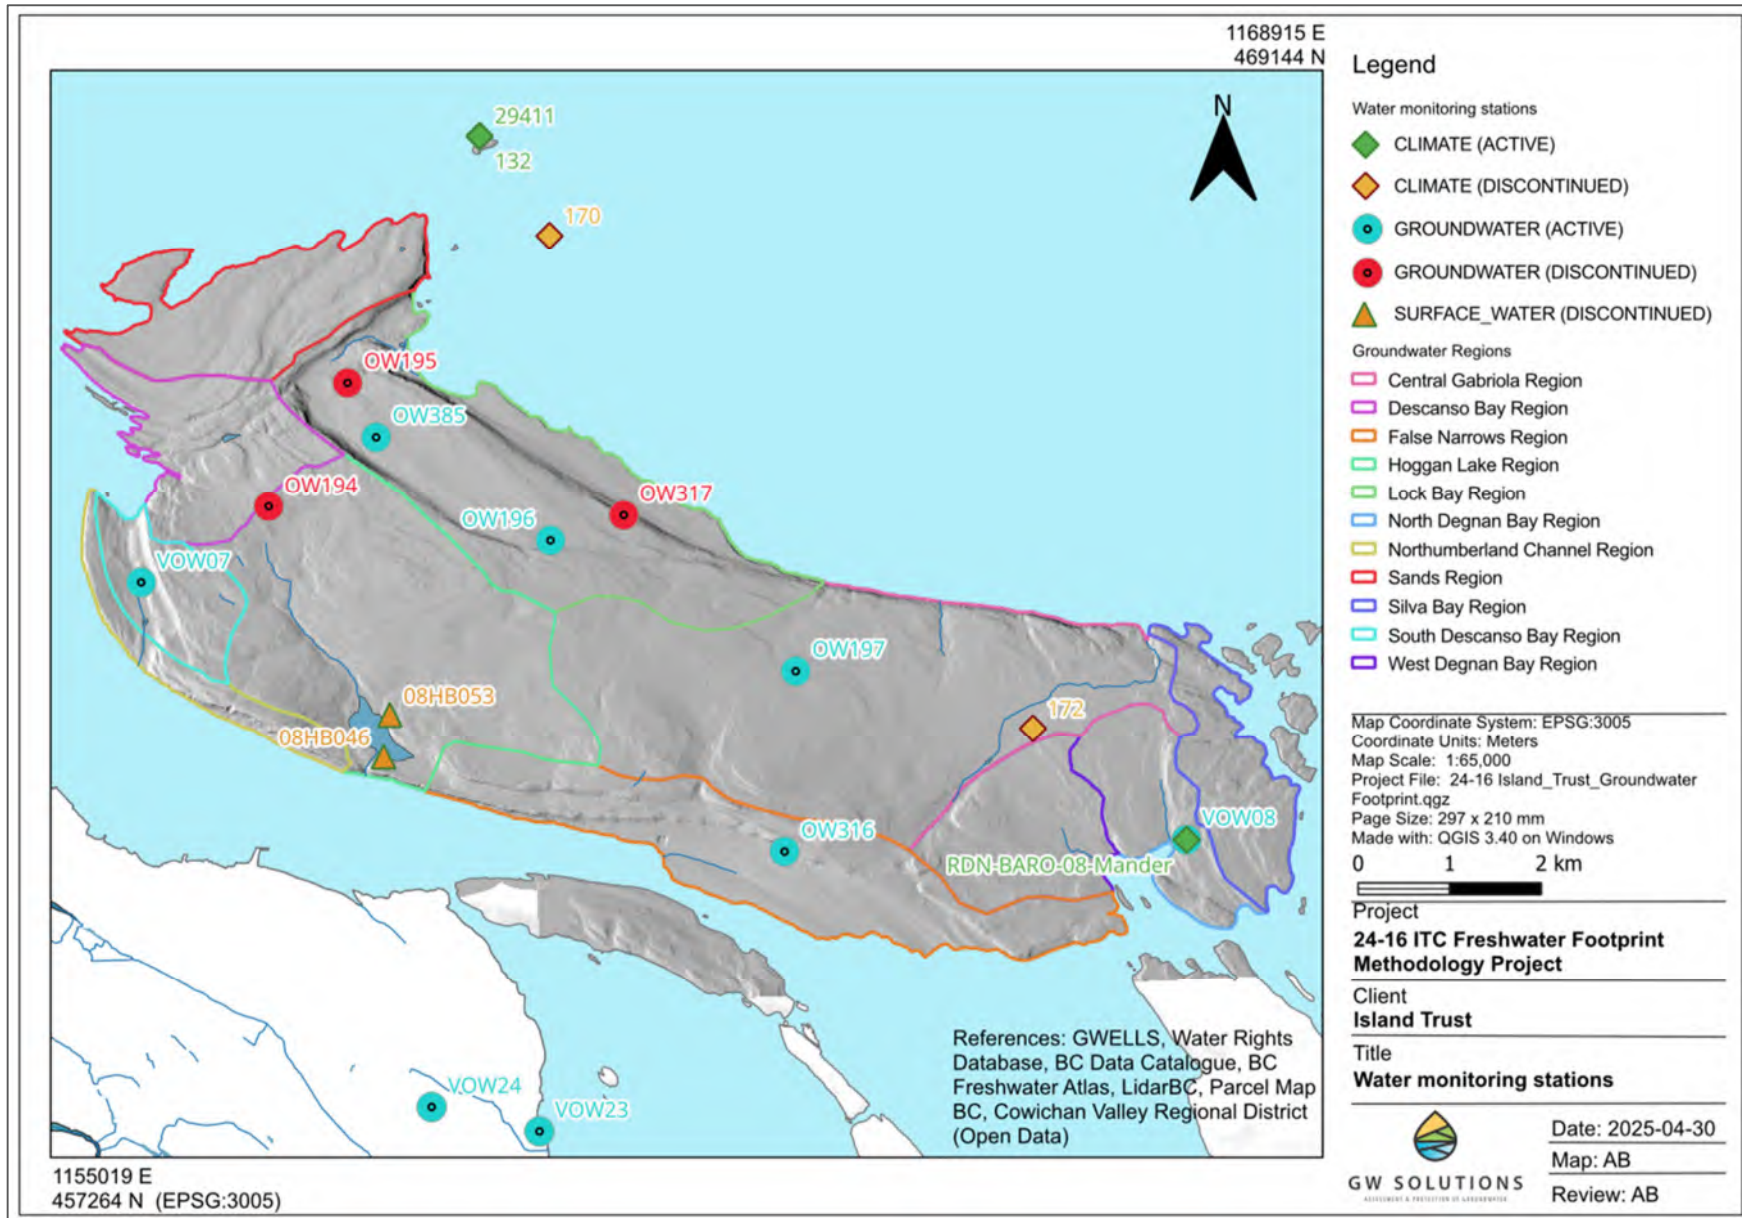 1168915 E
469144 N
N
29411
132
170
OW195
OW385
OW194
OW317
OW196
VOW07
OW197
08HB053
08HB046
172
OW316
VOW08
RDN-BARO-08-Mander
VOW24
VOW23
References: GWELLS, Water Rights
Database, BC Data Catalogue, BC
Freshwater Atlas, LidarBC, Parcel Map
BC, Cowichan Valley Regional District
(Open Data)
1155019 E
457264 N (EPSG:3005)
Legend
Water monitoring stations
CLIMATE (ACTIVE)
CLIMATE (DISCONTINUED)
GROUNDWATER (ACTIVE)
GROUNDWATER (DISCONTINUED)
SURFACE_WATER (DISCONTINUED)
Groundwater Regions
Central Gabriola Region
Descanso Bay Region
False Narrows Region
Hoggan Lake Region
Lock Bay Region
North Degnan Bay Region
Northumberland Channel Region
Sands Region
Silva Bay Region
South Descanso Bay Region
West Degnan Bay Region
Map Coordinate System: EPSG:3005
Coordinate Units: Meters
Map Scale: 1:65,000
Project File: 24-16 Island_Trust_Groundwater
Footprint.qgz
Page Size: 297 x 210 mm
Made with: QGIS 3.40 on Windows
0 1 2 km
Project
24-16 ITC Freshwater Footprint
Methodology Project
Client
Island Trust
Title
Water monitoring stations
GW SOLUTIONS
ASSESSMENT & PROTECTION OF GROUNDWATER
Date: 2025-04-30
Map: AB
Review: AB